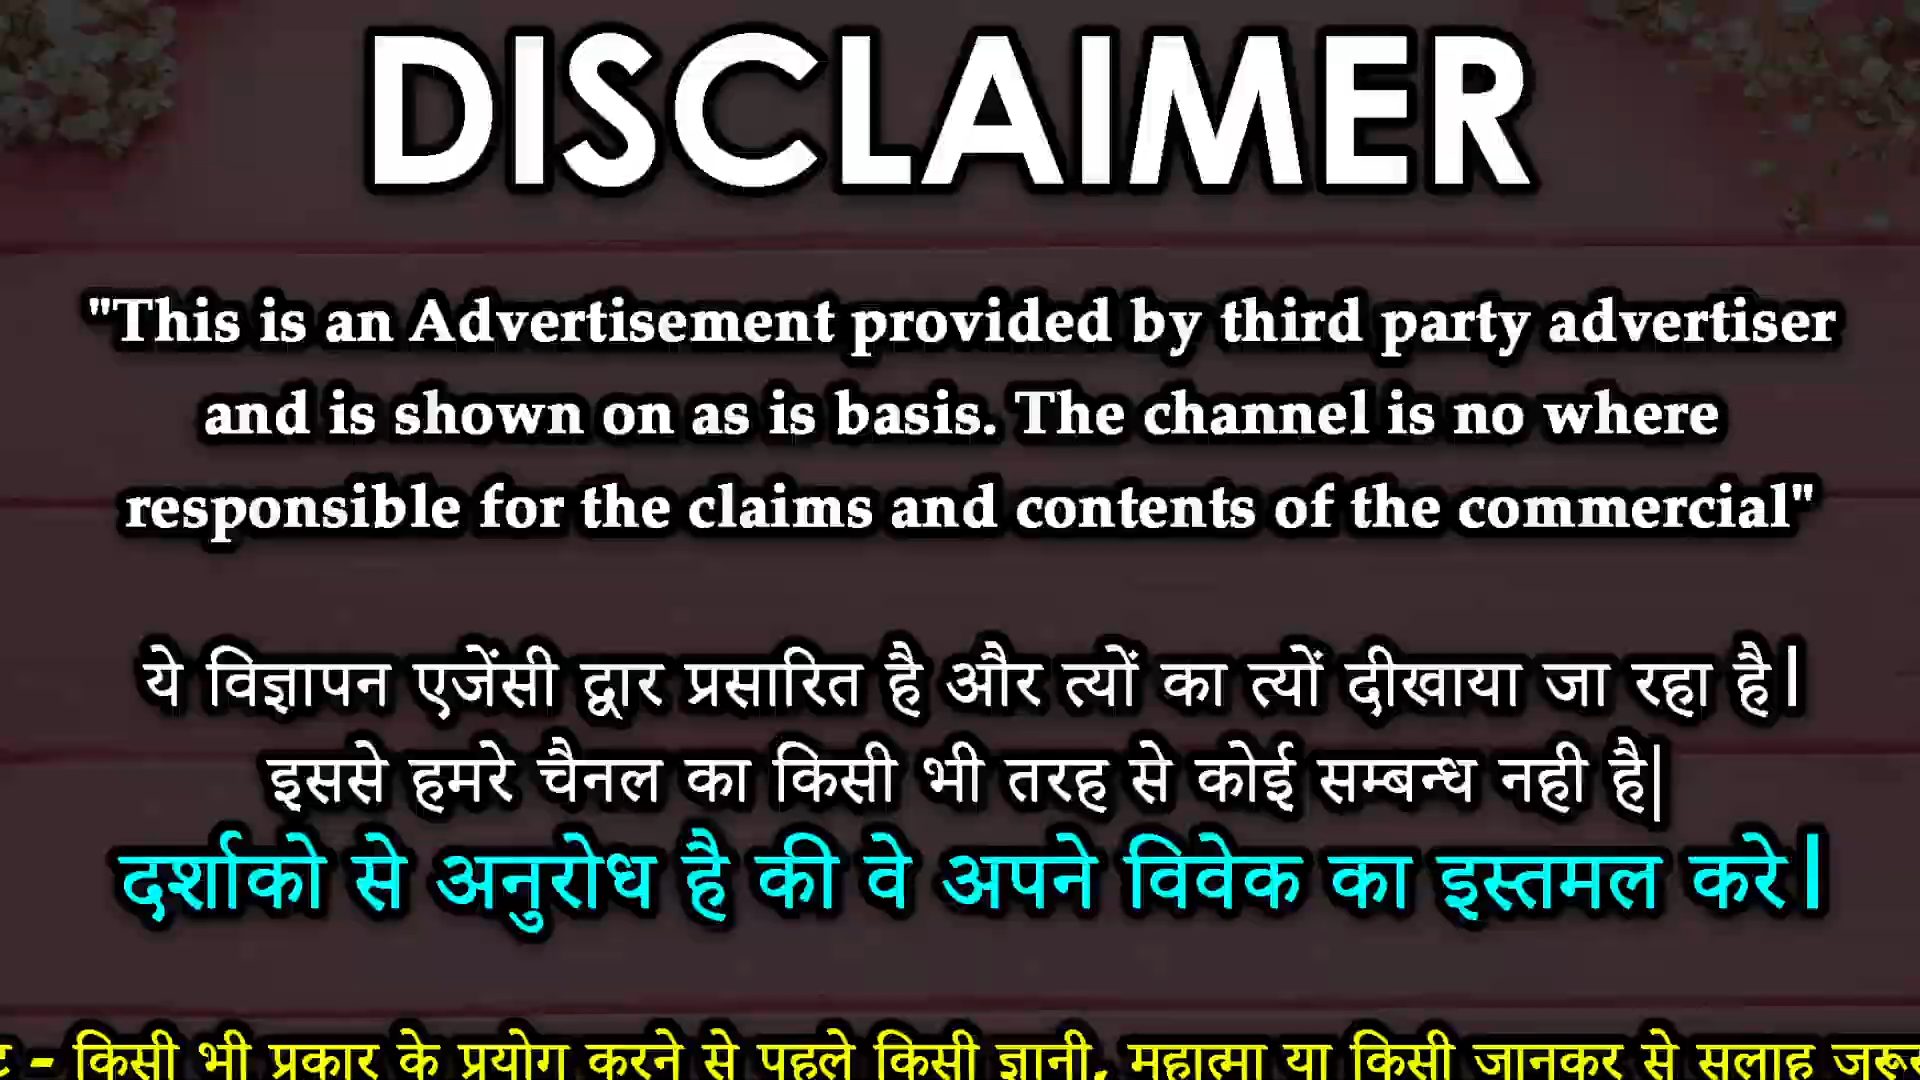 DISCLAIMER
"This is an Advertisement provided by third party advertiser
and is shown on as is basis. The channel is no where
responsible for the claims and contents of the commercial"
ये विज्ञापन एजेंसी द्वार प्रसारित है और त्यों का त्यों दीखाया जा रहा है।
इससे हमरे चैनल का किसी भी तरह से कोई सम्बन्ध नही है|
दर्शाको से अनुरोध है की वे अपने विवेक का इस्तमल करे।
- किसी भी प्रकार के प्रयोग करने से पहले किसी ज्ञानी, महात्मा या किसी जानकर से सलाह